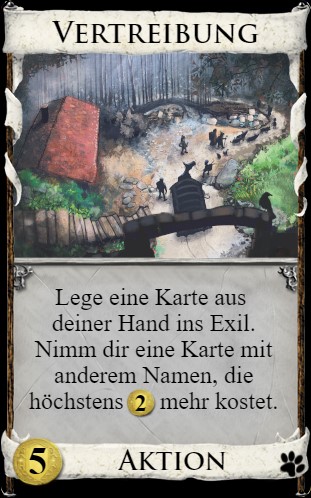 VERTREIBUNG
Lege eine Karte aus
deiner Hand ins Exil.
Nimm dir eine Karte mit
anderem Namen, die
höchstens 2 mehr kostet.
5 AKTION